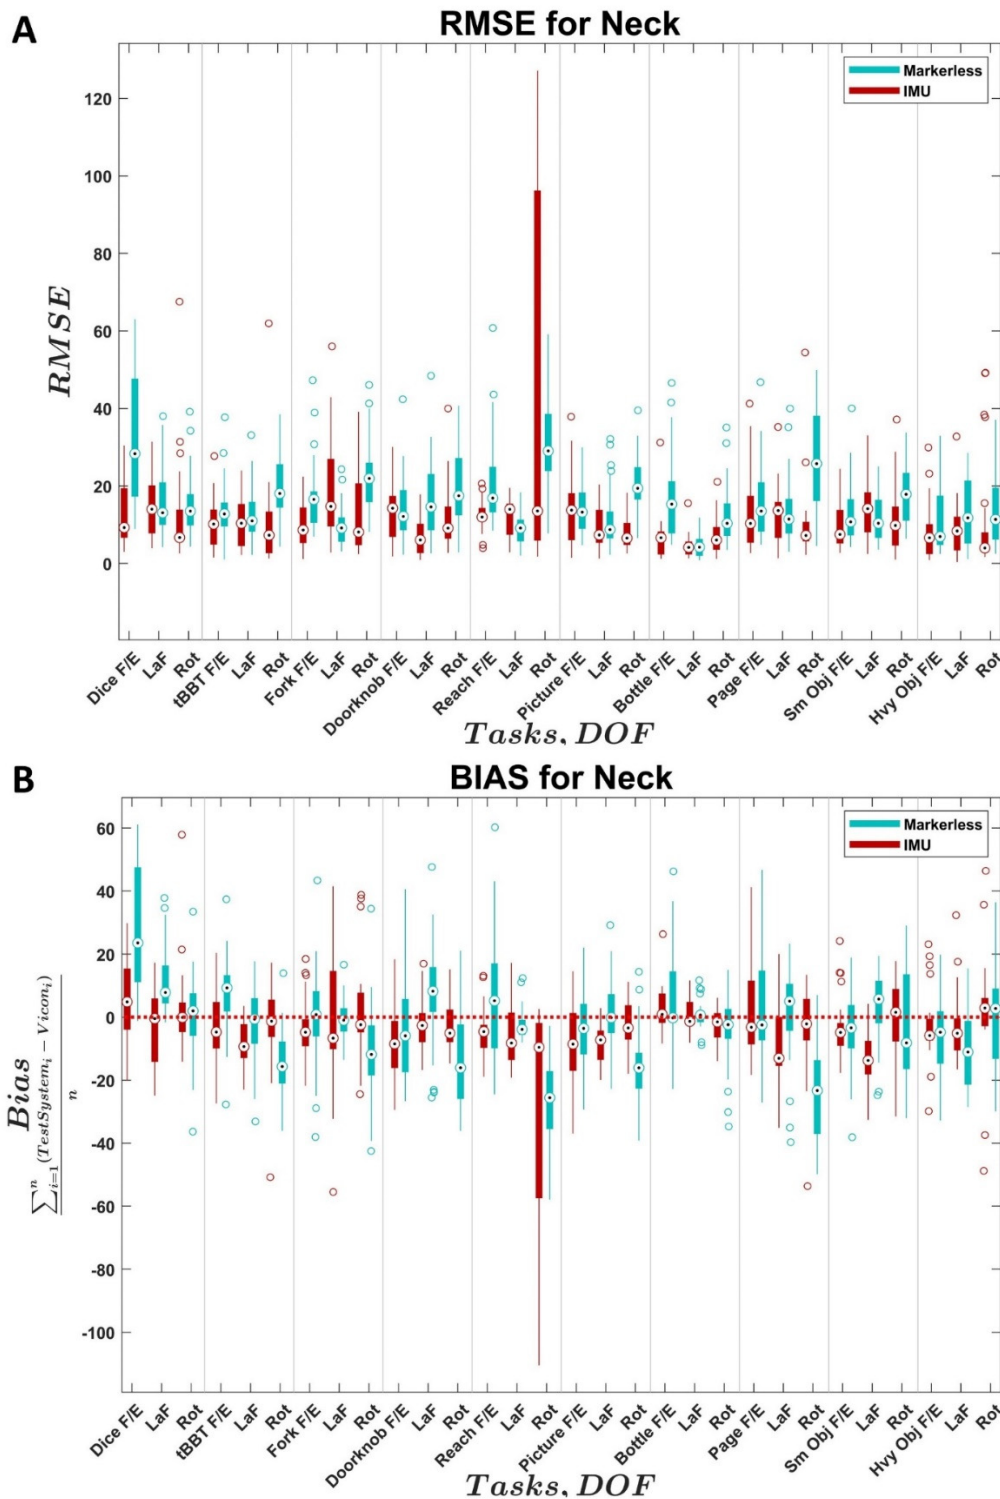 A
RMSE for Neck
Markerless
IMU
120
100
80
60
40
20
0
RMSE
Dice F/E
LaF
Rot
tBBT F/E
LaF
Rot
Fork F/E
LaF
Rot
Doorknob F/E
LaF
Rot
Reach F/E
LaF
Rot
Picture F/E
LaF
Rot
Bottle F/E
LaF
Rot
Page F/E
LaF
Rot
Sm Obj F/E
LaF
Rot
Hvy Obj F/E
LaF
Rot
Tasks, DOF
B
BIAS for Neck
Markerless
IMU
60
40
20
0
-20
-40
-60
-80
-100
Bias
∑ⁿᵢ₌₁(TestSystemᵢ − Viconᵢ)
n
Dice F/E
LaF
Rot
tBBT F/E
LaF
Rot
Fork F/E
LaF
Rot
Doorknob F/E
LaF
Rot
Reach F/E
LaF
Rot
Picture F/E
LaF
Rot
Bottle F/E
LaF
Rot
Page F/E
LaF
Rot
Sm Obj F/E
LaF
Rot
Hvy Obj F/E
LaF
Rot
Tasks, DOF